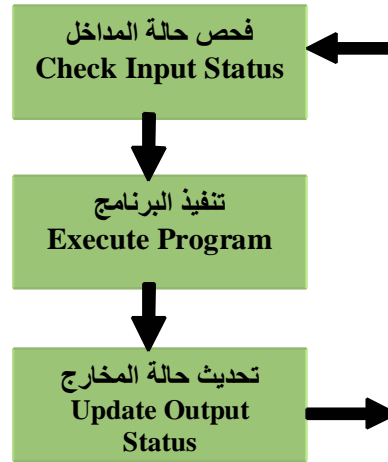 فحص حالة المداخل
Check Input Status
تنفيذ البرنامج
Execute Program
تحديث حالة المخارج
Update Output
Status